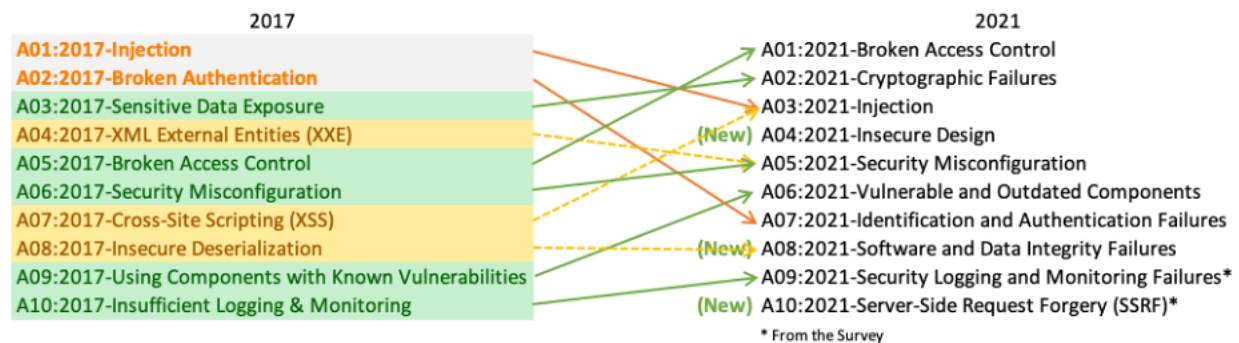 2017
A01:2017-Injection
A02:2017-Broken Authentication
A03:2017-Sensitive Data Exposure
A04:2017-XML External Entities (XXE)
A05:2017-Broken Access Control
A06:2017-Security Misconfiguration
A07:2017-Cross-Site Scripting (XSS)
A08:2017-Insecure Deserialization
A09:2017-Using Components with Known Vulnerabilities
A10:2017-Insufficient Logging & Monitoring
2021
A01:2021-Broken Access Control
A02:2021-Cryptographic Failures
A03:2021-Injection
(New) A04:2021-Insecure Design
A05:2021-Security Misconfiguration
A06:2021-Vulnerable and Outdated Components
A07:2021-Identification and Authentication Failures
(New) A08:2021-Software and Data Integrity Failures
A09:2021-Security Logging and Monitoring Failures*
(New) A10:2021-Server-Side Request Forgery (SSRF)*
* From the Survey